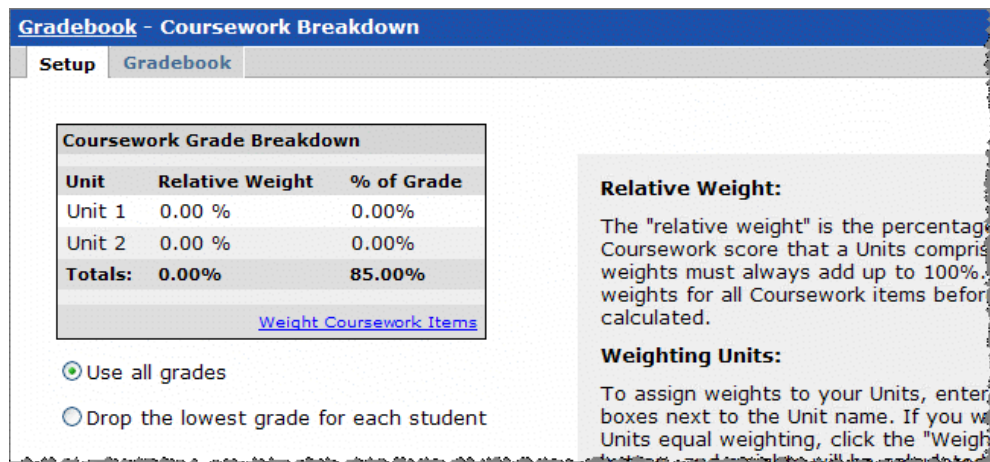 Gradebook - Coursework Breakdown
Setup Gradebook
Coursework Grade Breakdown
Unit Relative Weight % of Grade
Unit 1 0.00 % 0.00%
Unit 2 0.00 % 0.00%
Totals: 0.00% 85.00%
Weight Coursework Items
Use all grades
Drop the lowest grade for each student
Relative Weight:
The "relative weight" is the
Coursework score that a Units
weights must always add up to 100%.
weights for all Coursework items
calculated.
Weighting Units:
To assign weights to your Units, enter
boxes next to the Unit name. If you
Units equal weighting, click the